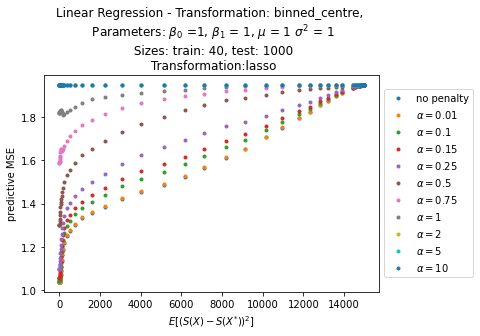 Linear Regression - Transformation: binned_centre,
Parameters: β₀ =1, β₁ = 1, μ = 1 σ² = 1
Sizes: train: 40, test: 1000
Transformation:lasso
predictive MSE
1.8
1.6
1.4
1.2
1.0
0 2000 4000 6000 8000 10000 12000 14000
E[(S(X) − S(X*))²]
no penalty
α = 0.01
α = 0.1
α = 0.15
α = 0.25
α = 0.5
α = 0.75
α = 1
α = 2
α = 5
α = 10